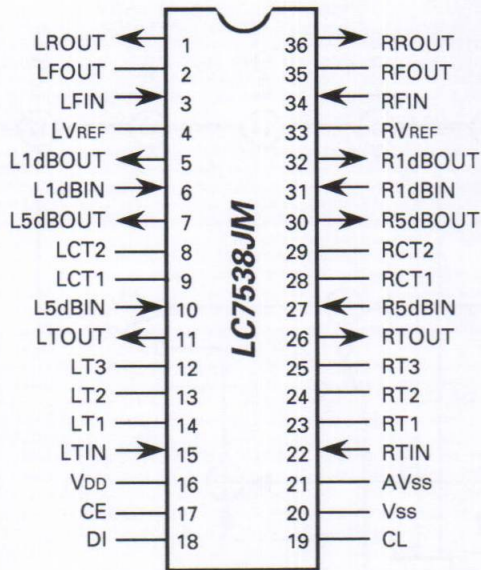 LROUT 1 36 RROUT
LFOUT 2 35 RFOUT
LFIN 3 34 RFIN
LVREF 4 33 RVREF
L1dBOUT 5 32 R1dBOUT
L1dBIN 6 31 R1dBIN
L5dBOUT 7 30 R5dBOUT
LCT2 8 29 RCT2
LCT1 9 28 RCT1
L5dBIN 10 27 R5dBIN
LTOUT 11 26 RTOUT
LT3 12 25 RT3
LT2 13 24 RT2
LT1 14 23 RT1
LTIN 15 22 RTIN
VDD 16 21 AVSS
CE 17 20 VSS
DI 18 19 CL
LC7538JM